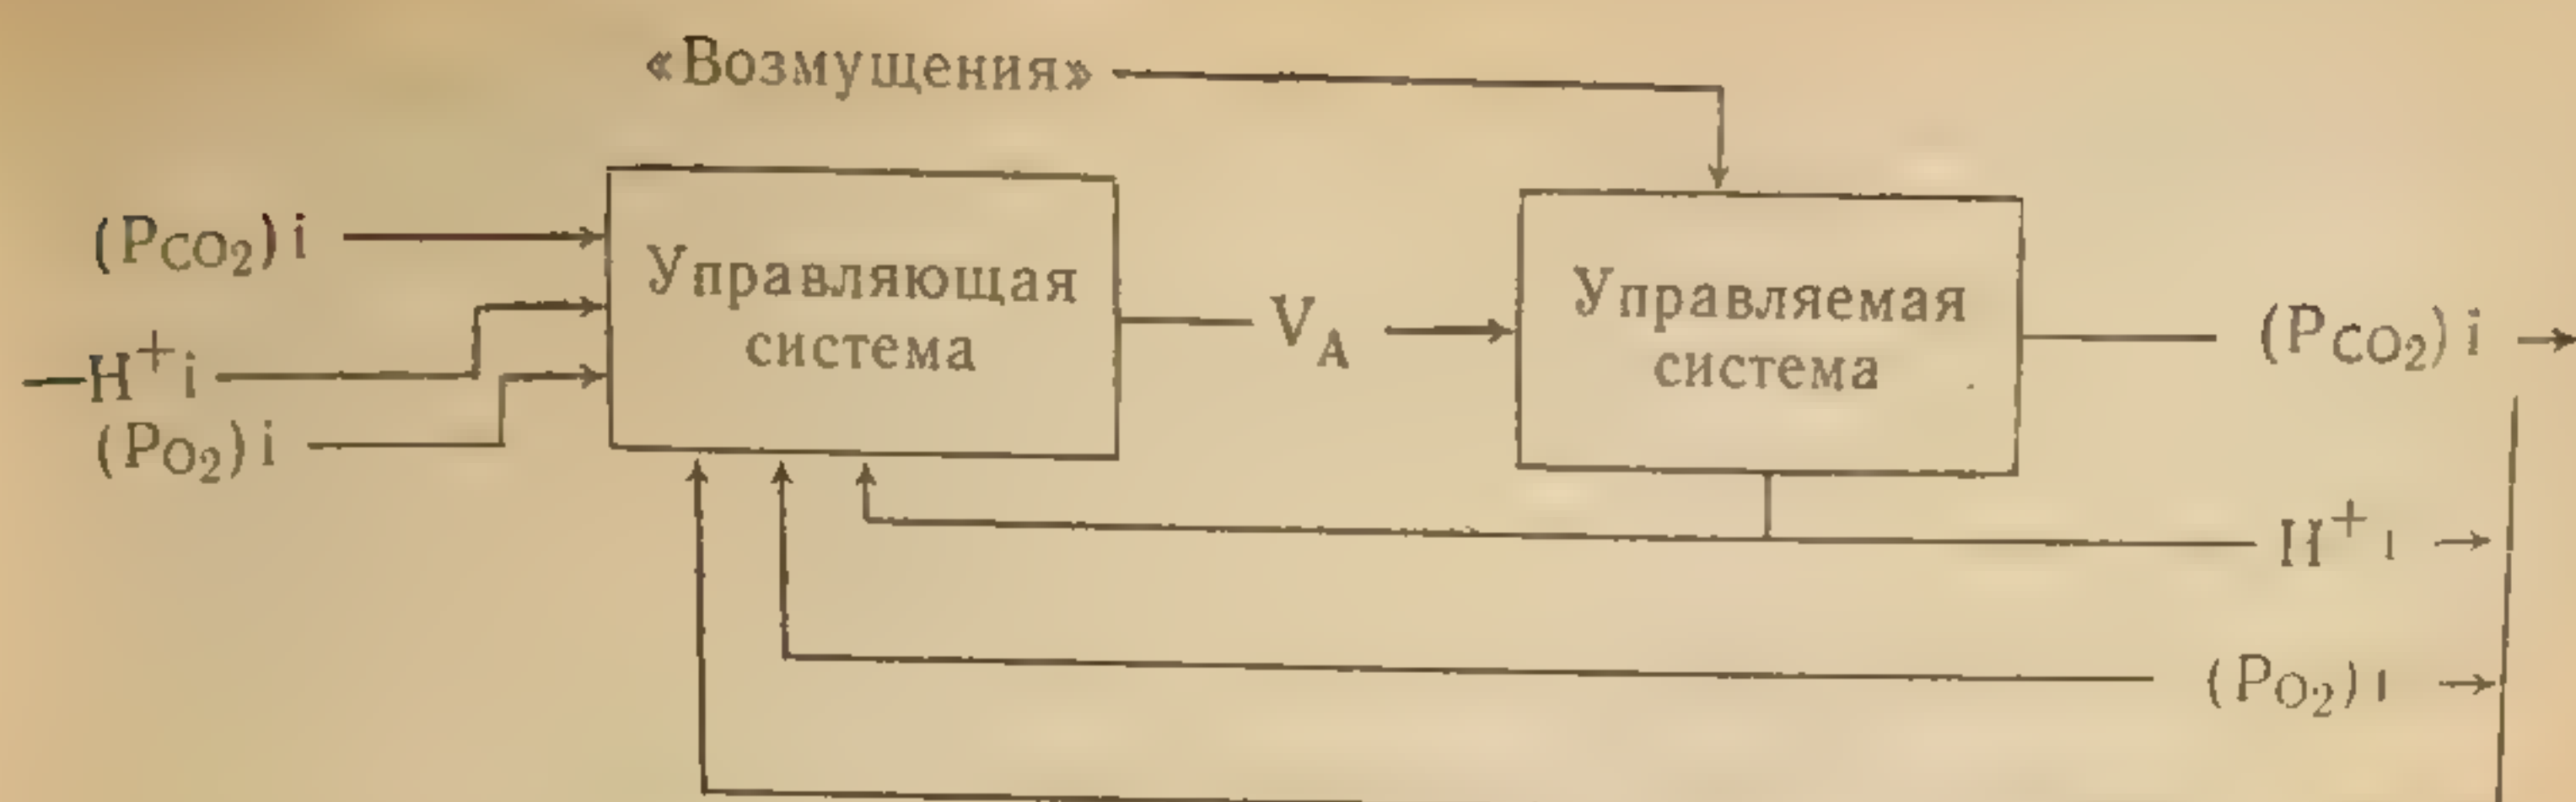 «Возмущения»
(PCO₂) i
H⁺i
(PO₂) i
Управляющая
система
VA
Управляемая
система
(PCO₂) i
H⁺ i
(PO₂) i